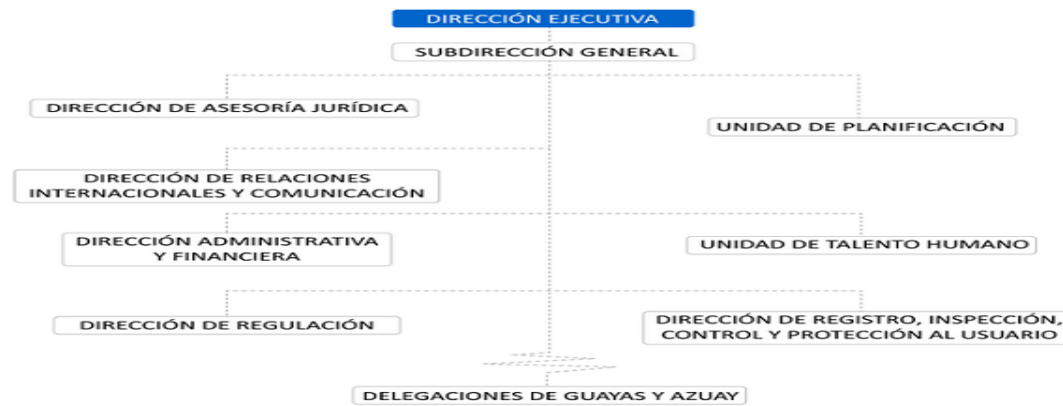 DIRECCIÓN EJECUTIVA
SUBDIRECCIÓN GENERAL
DIRECCIÓN DE ASESORÍA JURÍDICA
UNIDAD DE PLANIFICACIÓN
DIRECCIÓN DE RELACIONES
INTERNACIONALES Y COMUNICACIÓN
DIRECCIÓN ADMINISTRATIVA
Y FINANCIERA
UNIDAD DE TALENTO HUMANO
DIRECCIÓN DE REGULACIÓN
DIRECCIÓN DE REGISTRO, INSPECCIÓN,
CONTROL Y PROTECCIÓN AL USUARIO
DELEGACIONES DE GUAYAS Y AZUAY